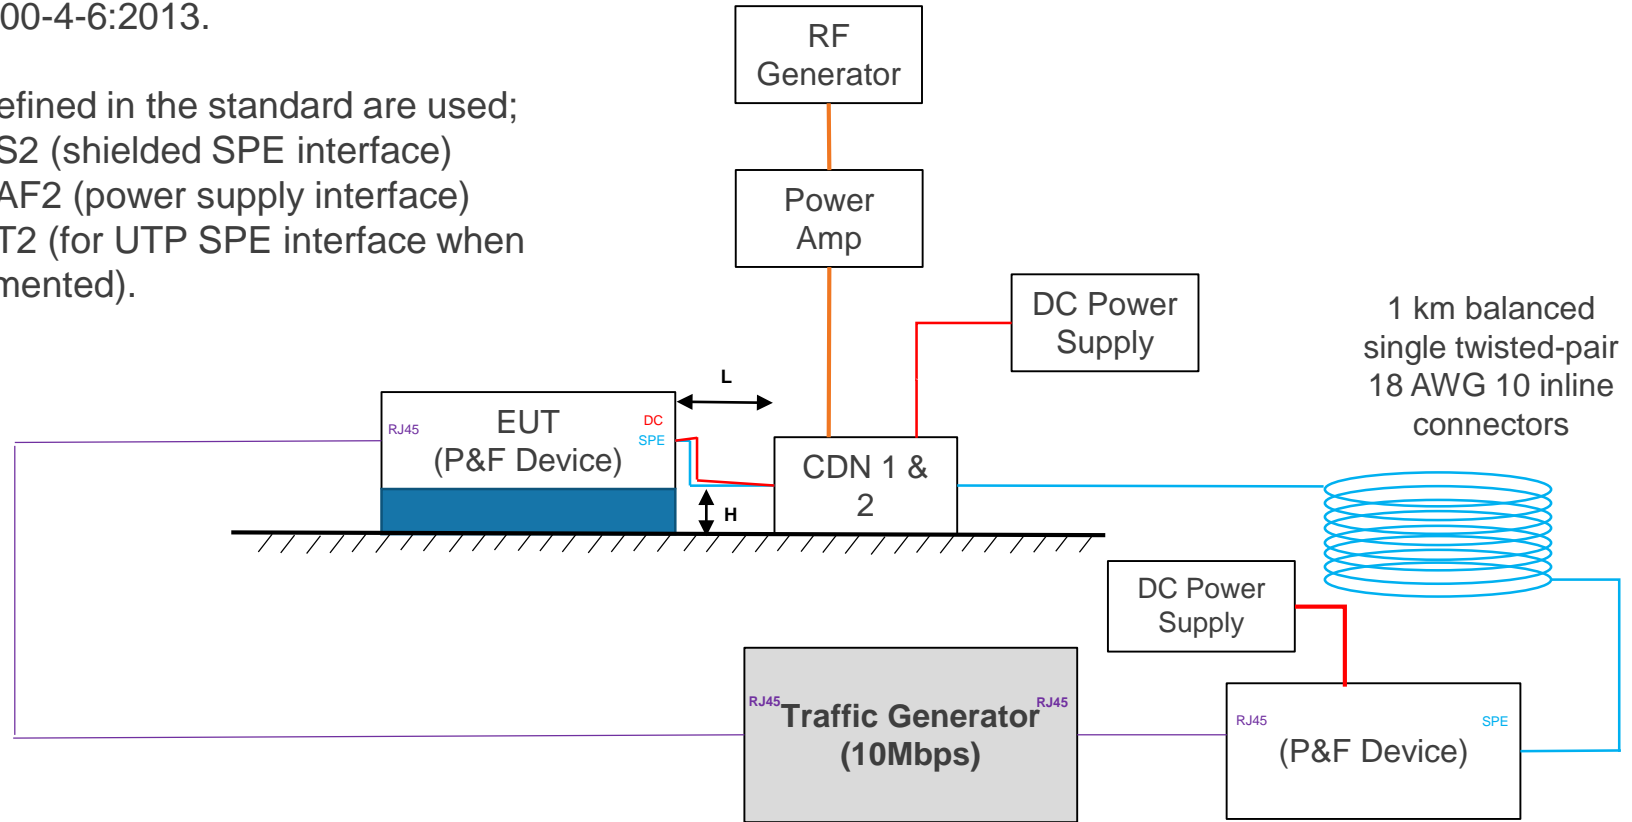 00-4-6:2013.
efined in the standard are used;
S2 (shielded SPE interface)
AF2 (power supply interface)
T2 (for UTP SPE interface when
mented).
RF
Generator
Power
Amp
DC Power
Supply
1 km balanced
single twisted-pair
18 AWG 10 inline
connectors
L
RJ45
EUT
(P&F Device)
DC
SPE
H
CDN 1 &
2
DC Power
Supply
RJ45
Traffic Generator
(10Mbps)
RJ45
RJ45
(P&F Device)
SPE